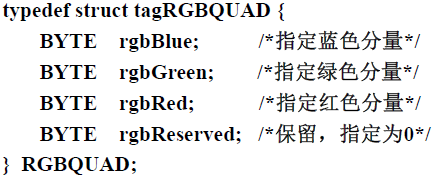 typedef struct tagRGBQUAD {
BYTE rgbBlue; /*指定蓝色分量*/
BYTE rgbGreen; /*指定绿色分量*/
BYTE rgbRed; /*指定红色分量*/
BYTE rgbReserved; /*保留，指定为0*/
} RGBQUAD;